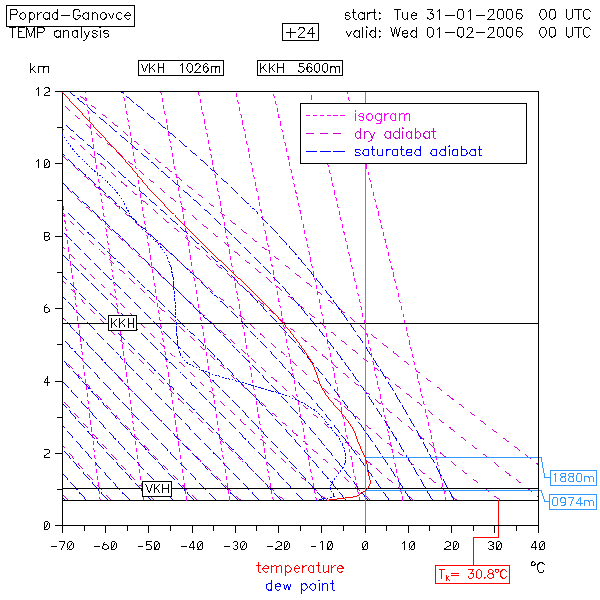 Poprad-Ganovce
TEMP analysis
+24
start: Tue 31-01-2006 00 UTC
valid: Wed 01-02-2006 00 UTC
km
VKH 1026m
KKH 5600m
isogram
dry adiabat
saturated adiabat
12
10
8
6
4
2
0
KKH
VKH
1880m
0974m
-70 -60 -50 -40 -30 -20 -10 0 10 20 30 40
°C
temperature
dew point
Tk= 30.8°C